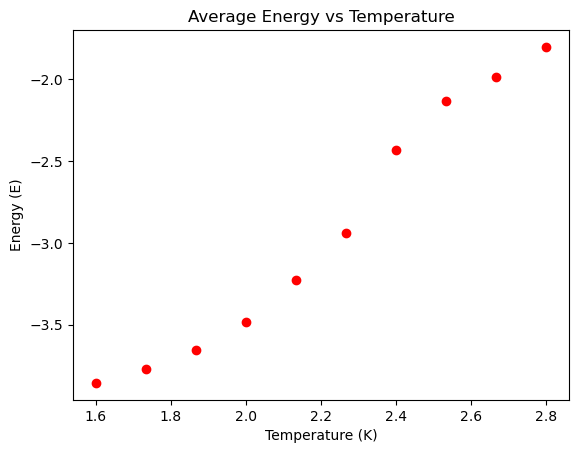 Average Energy vs Temperature
Energy (E)
−2.0
−2.5
−3.0
−3.5
1.6 1.8 2.0 2.2 2.4 2.6 2.8
Temperature (K)